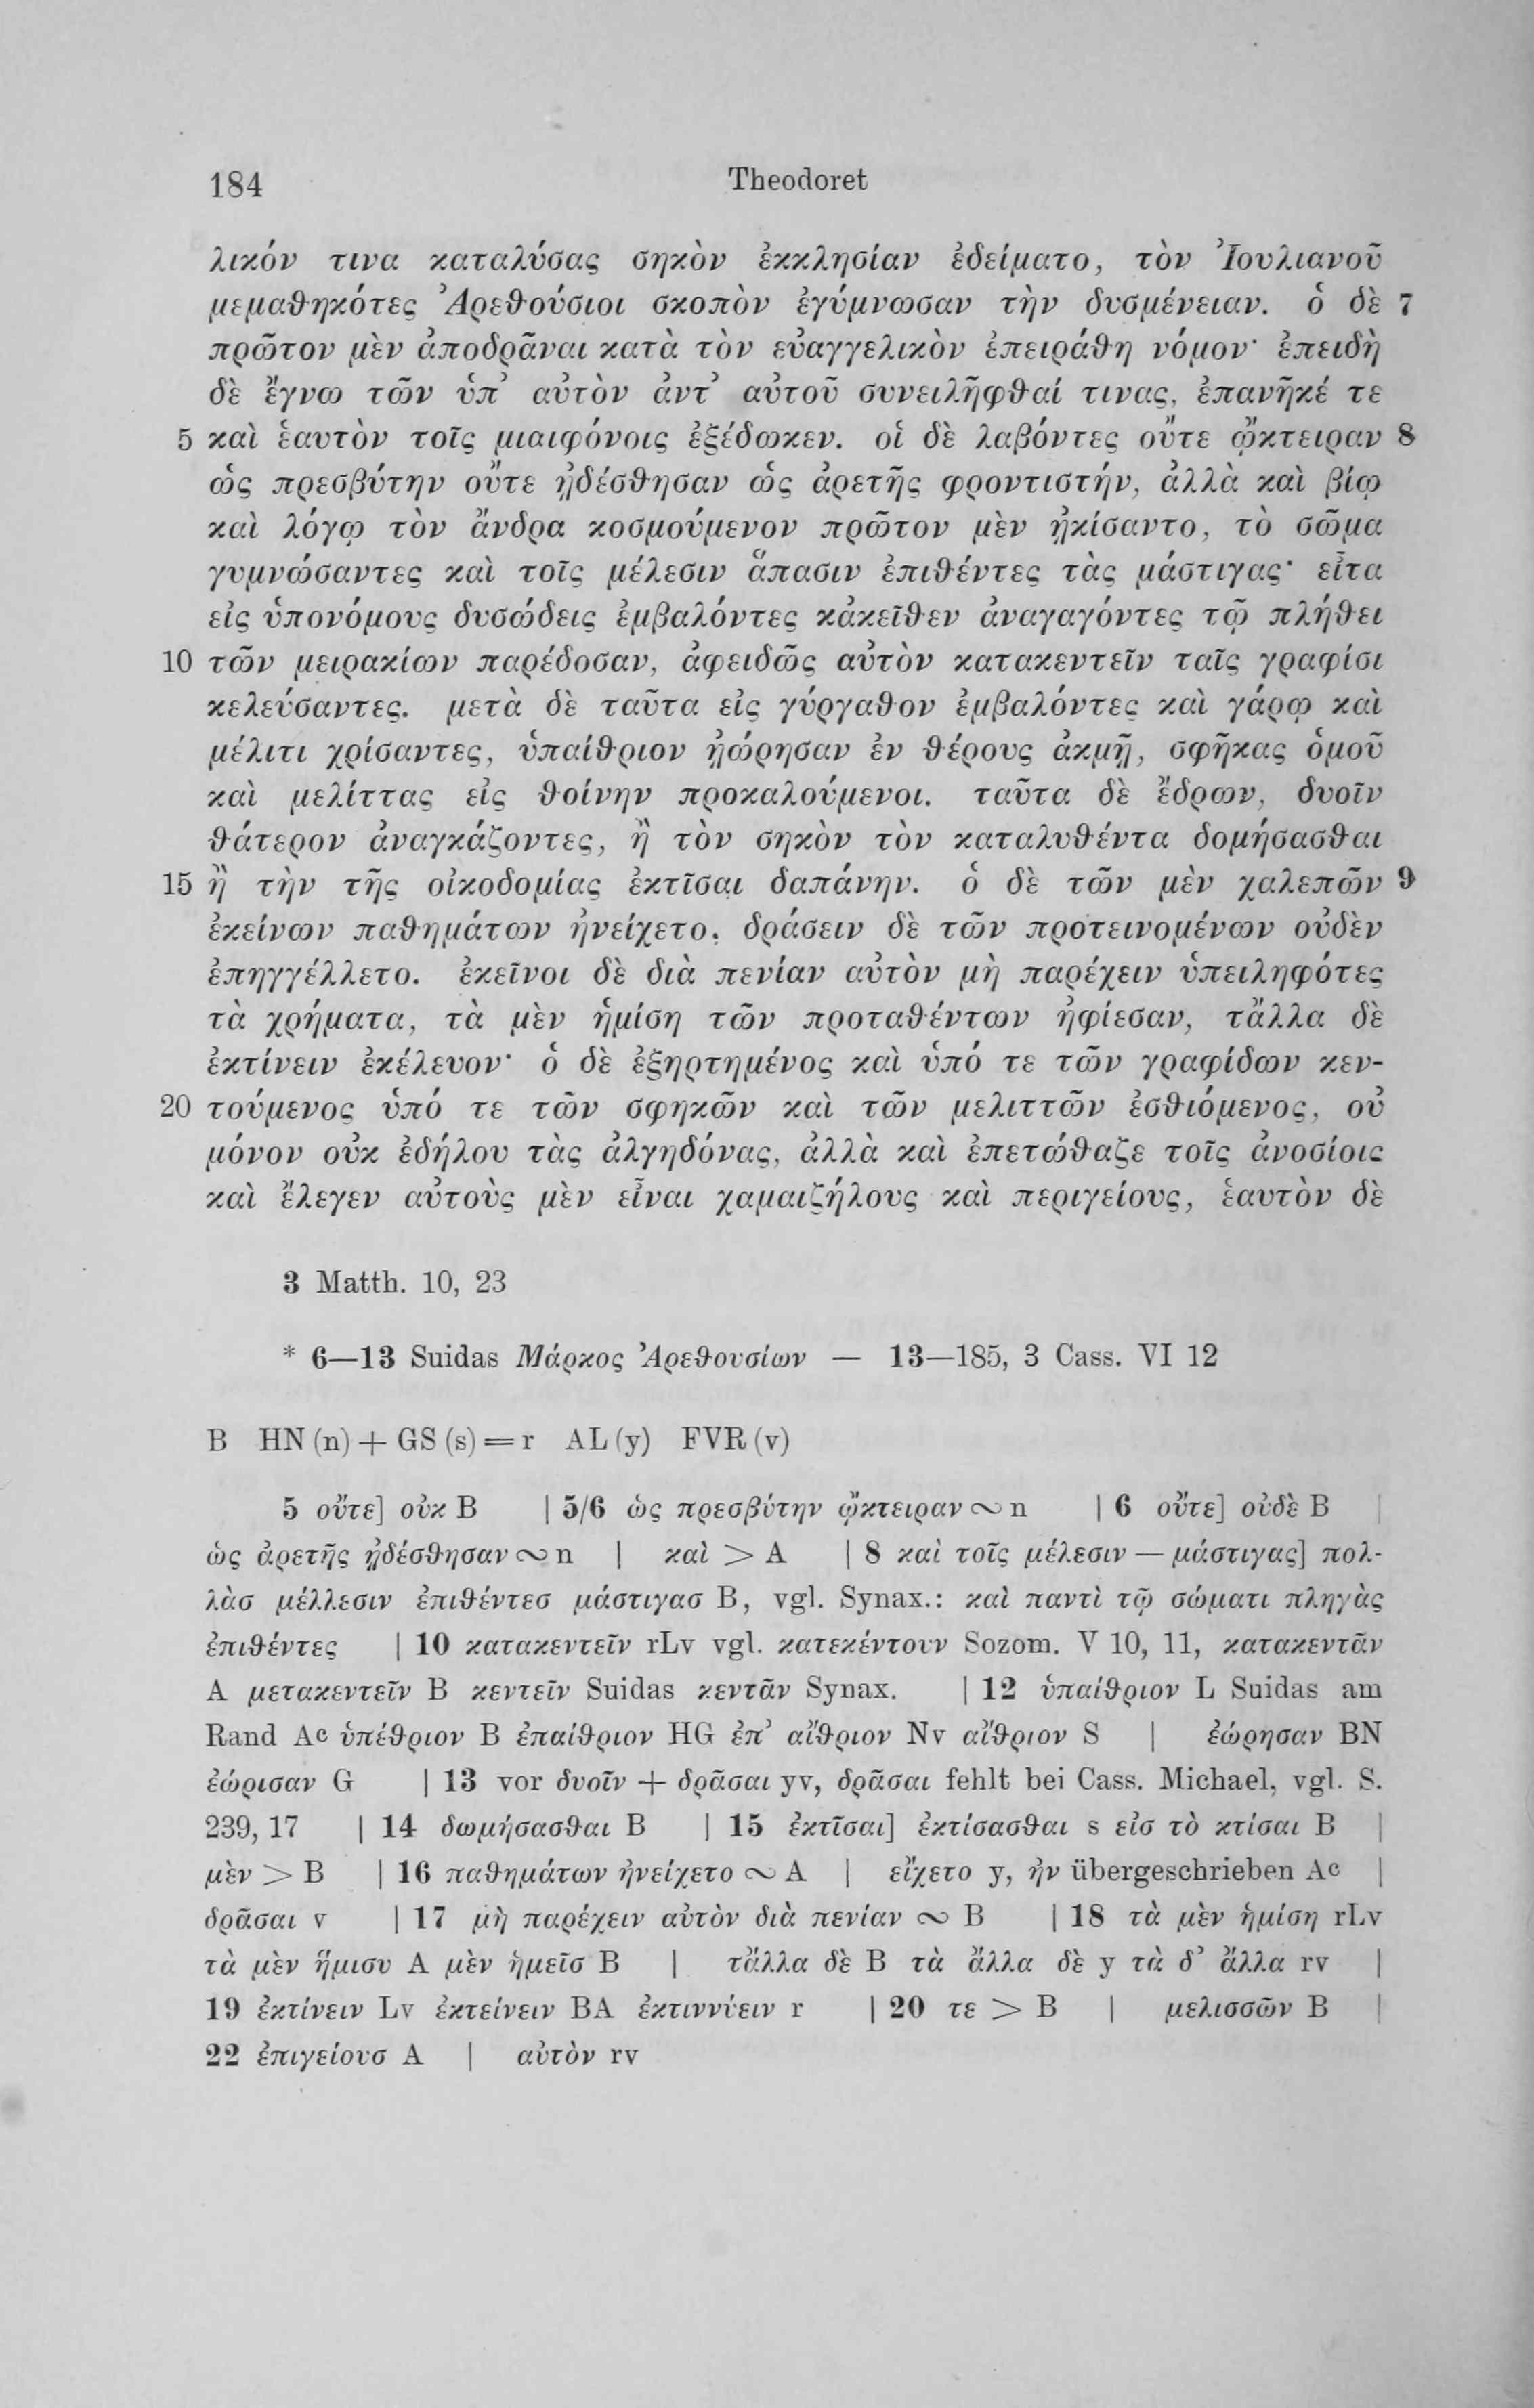 184 Theodoret
λικόν τινα καταλύσας σηκὸν ἐκκλησίαν ἐδείματο, τὸν Ἰουλιανοῦ
μεμαθηκότες Ἀρεθούσιοι σκοπὸν ἐγύμνωσαν τὴν δυσμένειαν. ὁ δὲ 7
πρῶτον μὲν ἀποδρᾶναι κατὰ τὸν εὐαγγελικὸν ἐπειράθη νόμον· ἐπειδὴ
δὲ ἔγνω τῶν ὑπ’ αὐτὸν ἀντ’ αὐτοῦ συνειλῆφθαί τινας, ἐπανῆκέ τε
5 καὶ ἑαυτὸν τοῖς μιαιφόνοις ἐξέδωκεν. οἱ δὲ λαβόντες οὔτε ᾤκτειραν 8
ὡς πρεσβύτην οὔτε ᾐδέσθησαν ὡς ἀρετῆς φροντιστήν, ἀλλὰ καὶ βίῳ
καὶ λόγῳ τὸν ἄνδρα κοσμούμενον πρῶτον μὲν ᾐκίσαντο, τὸ σῶμα
γυμνώσαντες καὶ τοῖς μέλεσιν ἅπασιν ἐπιθέντες τὰς μάστιγας· εἶτα
εἰς ὑπονόμους δυσώδεις ἐμβαλόντες κἀκεῖθεν ἀναγαγόντες τῷ πλήθει
10 τῶν μειρακίων παρέδοσαν, ἀφειδῶς αὐτὸν κατακεντεῖν ταῖς γραφίσι
κελεύσαντες. μετὰ δὲ ταῦτα εἰς γύργαθον ἐμβαλόντες καὶ γάρῳ καὶ
μέλιτι χρίσαντες, ὑπαίθριον ᾐώρησαν ἐν θέρους ἀκμῇ, σφῆκας ὁμοῦ
καὶ μελίττας εἰς θοίνην προκαλούμενοι. ταῦτα δὲ ἔδρων, δυοῖν
θάτερον ἀναγκάζοντες, ἢ τὸν σηκὸν τὸν καταλυθέντα δομήσασθαι
15 ἢ τὴν τῆς οἰκοδομίας ἐκτῖσαι δαπάνην. ὁ δὲ τῶν μὲν χαλεπῶν 9
ἐκείνων παθημάτων ἠνείχετο, δράσειν δὲ τῶν προτεινομένων οὐδὲν
ἐπηγγέλλετο. ἐκεῖνοι δὲ διὰ πενίαν αὐτὸν μὴ παρέχειν ὑπειληφότες
τὰ χρήματα, τὰ μὲν ἡμίση τῶν προταθέντων ἠφίεσαν, τἄλλα δὲ
ἐκτίνειν ἐκέλευον· ὁ δὲ ἐξηρτημένος καὶ ὑπό τε τῶν γραφίδων κεν-
20 τούμενος ὑπό τε τῶν σφηκῶν καὶ τῶν μελιττῶν ἐσθιόμενος, οὐ
μόνον οὐκ ἐδήλου τὰς ἀλγηδόνας, ἀλλὰ καὶ ἐπετώθαζε τοῖς ἀνοσίοις
καὶ ἔλεγεν αὐτοὺς μὲν εἶναι χαμαιζήλους καὶ περιγείους, ἑαυτὸν δὲ
3 Matth. 10, 23
* 6—13 Suidas Μάρκος Ἀρεθουσίων — 13—185, 3 Cass. VI 12
B HN (n) + GS (s) = r AL (y) FVR (v)
5 οὔτε] οὐκ B | 5/6 ὡς πρεσβύτην ᾤκτειραν ∾ n | 6 οὔτε] οὐδὲ B |
ὡς ἀρετῆς ᾐδέσθησαν ∾ n | καὶ > A | 8 καὶ τοῖς μέλεσιν — μάστιγας] πολ-
λὰσ μέλλεσιν ἐπιθέντεσ μάστιγασ B, vgl. Synax.: καὶ παντὶ τῷ σώματι πληγὰς
ἐπιθέντες | 10 κατακεντεῖν rLv vgl. κατεκέντουν Sozom. V 10, 11, κατακεντᾶν
A μετακεντεῖν B κεντεῖν Suidas κεντᾶν Synax. | 12 ὑπαίθριον L Suidas am
Rand Ac ὑπέθριον B ἐπαίθριον HG ἐπ’ αἴθριον Nv αἴθριον S | ἐώρησαν BN
ἐώρισαν G | 13 vor δυοῖν + δρᾶσαι yv, δρᾶσαι fehlt bei Cass. Michael, vgl. S.
239, 17 | 14 δωμήσασθαι B | 15 ἐκτῖσαι] ἐκτίσασθαι s εἰσ τὸ κτίσαι B |
μὲν > B | 16 παθημάτων ἠνείχετο ∾ A | εἴχετο y, ἠν übergeschrieben Ac |
δρᾶσαι v | 17 μὴ παρέχειν αὐτὸν διὰ πενίαν ∾ B | 18 τὰ μὲν ἡμίση rLv
τὰ μὲν ἥμισυ A μὲν ἡμεῖσ B | τἄλλα δὲ B τὰ ἄλλα δὲ y τὰ δ’ ἄλλα rv |
19 ἐκτίνειν Lv ἐκτείνειν BA ἐκτιννύειν r | 20 τε > B | μελισσῶν B |
22 ἐπιγείουσ A | αὐτὸν rv